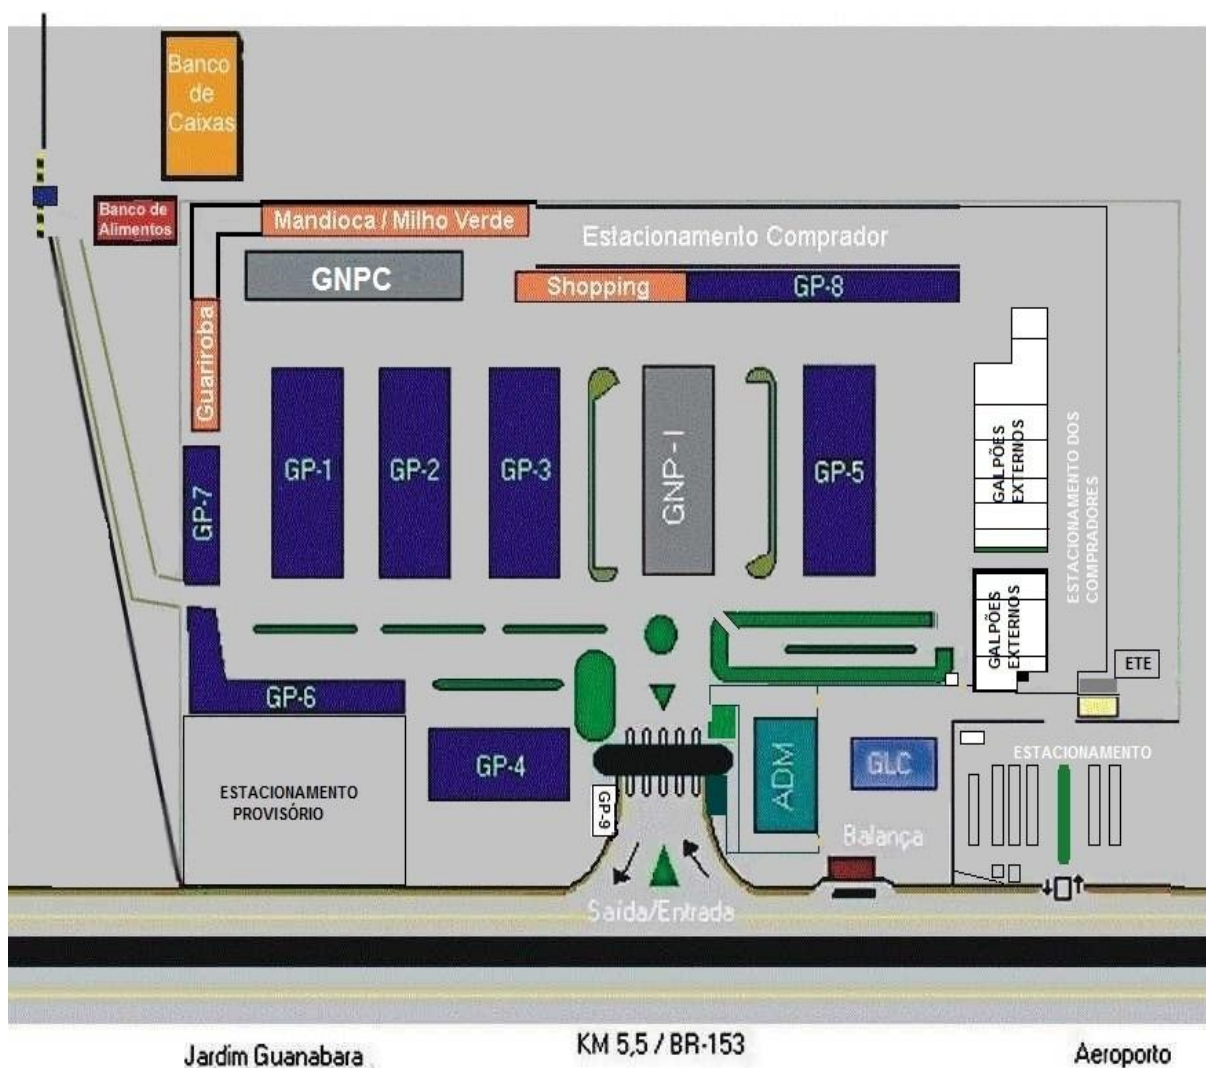 Banco
de
Caixas
Banco de
Alimentos
Mandioca / Milho Verde
Estacionamento Comprador
GNPC
Shopping
GP-8
Guariroba
GP-7
GP-1
GP-2
GP-3
GNP - I
GP-5
GALPÕES
EXTERNOS
ESTACIONAMENTO DOS
COMPRADORES
GALPÕES
EXTERNOS
ETE
GP-6
GP-4
ADM
GLC
ESTACIONAMENTO
ESTACIONAMENTO
PROVISÓRIO
GP-9
Balança
Saída/Entrada
Jardim Guanabara
KM 5,5 / BR-153
Aeroporto